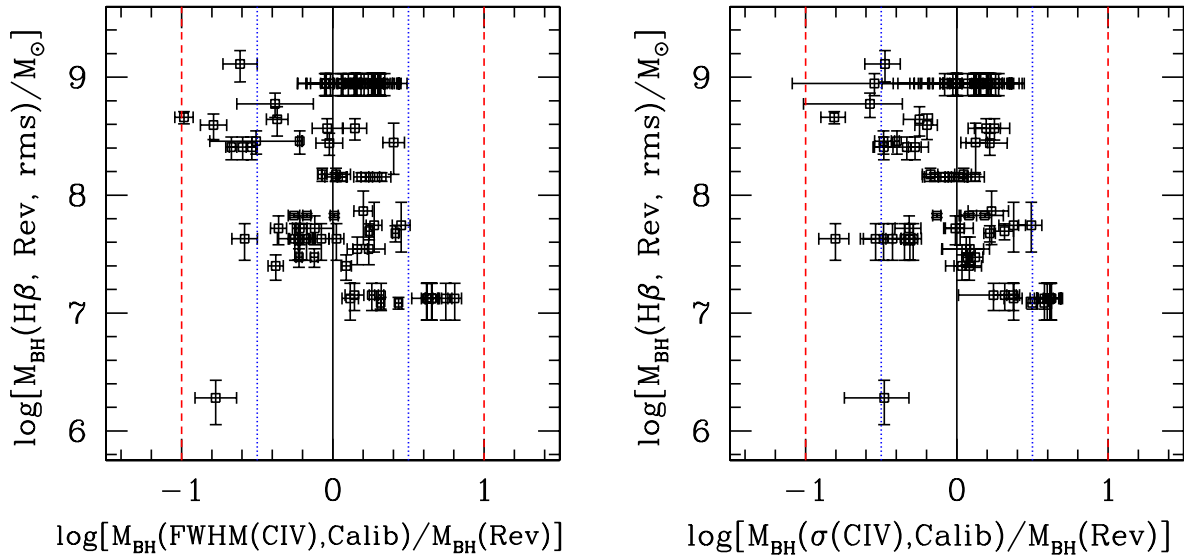 log[M_BH(Hβ, Rev, rms)/M_⊙]
9
8
7
6
−1 0 1
log[M_BH(FWHM(CIV),Calib)/M_BH(Rev)]
log[M_BH(Hβ, Rev, rms)/M_⊙]
9
8
7
6
−1 0 1
log[M_BH(σ(CIV),Calib)/M_BH(Rev)]